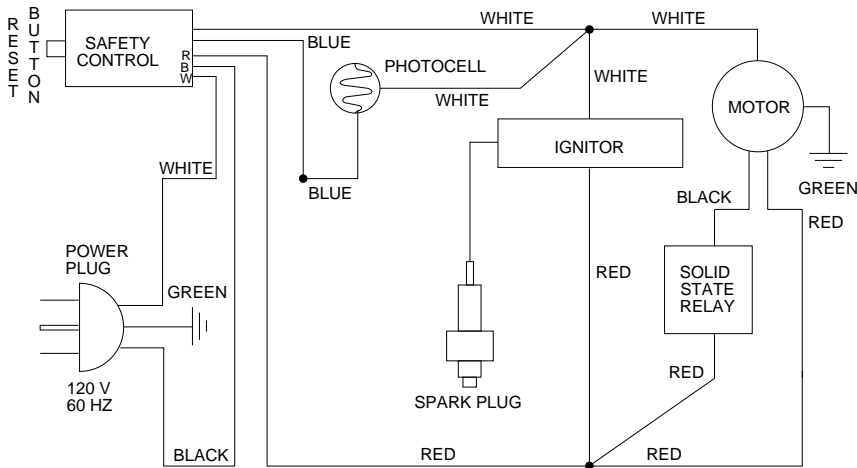 RESET
BUTTON
SAFETY
CONTROL
R
B
W
WHITE
WHITE
BLUE
PHOTOCELL
WHITE
WHITE
MOTOR
IGNITOR
WHITE
BLUE
GREEN
BLACK
RED
POWER
PLUG
GREEN
RED
SOLID
STATE
RELAY
120 V
60 HZ
SPARK PLUG
RED
BLACK
RED
RED